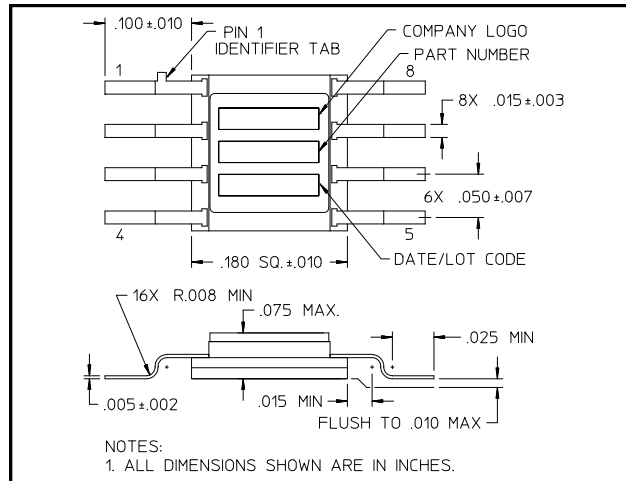 .100±.010
PIN 1
IDENTIFIER TAB
COMPANY LOGO
PART NUMBER
1
8
8X .015±.003
6X .050±.007
4
5
.180 SQ.±.010
DATE/LOT CODE
16X R.008 MIN
.075 MAX.
.025 MIN
.005±.002
.015 MIN
FLUSH TO .010 MAX
NOTES:
1. ALL DIMENSIONS SHOWN ARE IN INCHES.